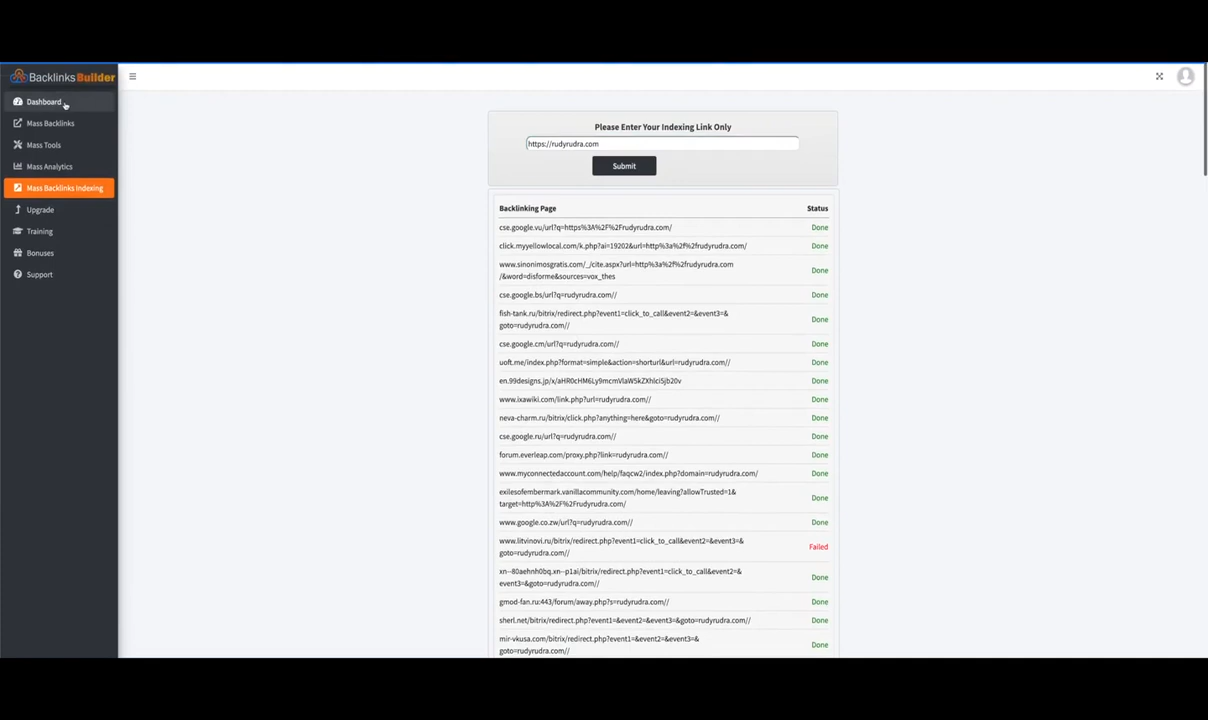 BacklinksBuilder
Dashboard
Mass Backlinks
Mass Tools
Mass Analytics
Mass Backlinks Indexing
Upgrade
Training
Bonuses
Support
Please Enter Your Indexing Link Only
https://rudyrudra.com
Submit
Backlinking Page Status
cse.google.vu/url?q=https%3A%2F%2Frudyrudra.com/ Done
click.myyellowlocal.com/k.php?ai=19202&url=http%3a%2f%2frudyrudra.com/ Done
www.sinonimosgratis.com/_/cite.aspx?url=http%3a%2f%2frudyrudra.com
/&word=disforme&sources=vox_thes Done
cse.google.bs/url?q=rudyrudra.com// Done
fish-tank.ru/bitrix/redirect.php?event1=click_to_call&event2=&event3=&
goto=rudyrudra.com// Done
cse.google.cm/url?q=rudyrudra.com// Done
uoft.me/index.php?format=simple&action=shorturl&url=rudyrudra.com// Done
Done
www.ixawiki.com/link.php?url=rudyrudra.com// Done
neva-charm.ru/bitrix/click.php?anything=here&goto=rudyrudra.com// Done
cse.google.ru/url?q=rudyrudra.com// Done
forum.everleap.com/proxy.php?link=rudyrudra.com// Done
www.myconnectedaccount.com/help/faqcw2/index.php?domain=rudyrudra.com/ Done
exilesofembermark.vanillacommunity.com/home/leaving?allowTrusted=1&
target=http%3A%2F%2Frudyrudra.com/ Done
www.google.co.zw/url?q=rudyrudra.com// Done
www.litvinovi.ru/bitrix/redirect.php?event1=click_to_call&event2=&event3=&
goto=rudyrudra.com// Failed
xn--80aehnh0bq.xn--p1ai/bitrix/redirect.php?event1=click_to_call&event2=&
event3=&goto=rudyrudra.com// Done
gmod-fan.ru:443/forum/away.php?s=rudyrudra.com// Done
sherl.net/bitrix/redirect.php?event1=&event2=&event3=&goto=rudyrudra.com// Done
mir-vkusa.com/bitrix/redirect.php?event1=&event2=&event3=&
goto=rudyrudra.com// Done